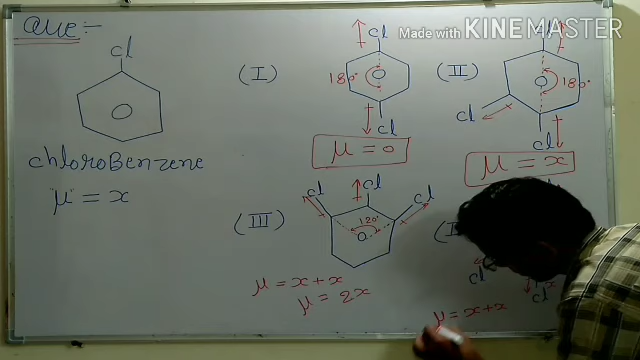 Made with KINEMASTER
Que :-
Cl
chloroBenzene
μ = x
(I)
Cl
180°
Cl
μ = 0
(II)
Cl
180°
Cl
Cl
μ = x
(III)
Cl
Cl
Cl
120°
μ = x + x
μ = 2x
Cl
Cl
x
μ = x + x
μ